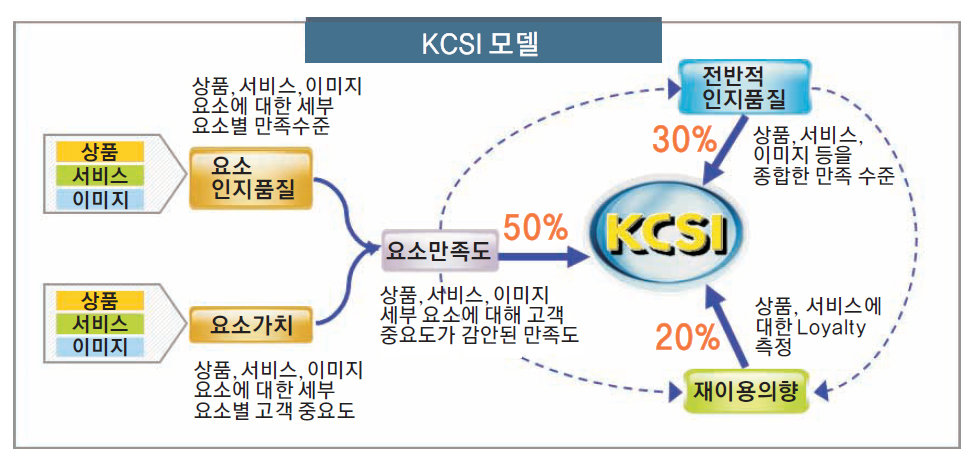 KCSI 모델
상품, 서비스, 이미지
요소에 대한 세부
요소별 만족수준
상품
서비스
이미지
요소
인지품질
상품
서비스
이미지
요소가치
상품, 서비스, 이미지
요소에 대한 세부
요소별 고객 중요도
요소만족도
상품, 서비스, 이미지
세부 요소에 대해 고객
중요도가 감안된 만족도
50%
KCSI
전반적
인지품질
30%
상품, 서비스,
이미지 등을
종합한 만족 수준
20%
상품, 서비스에
대한 Loyalty
측정
재이용의향